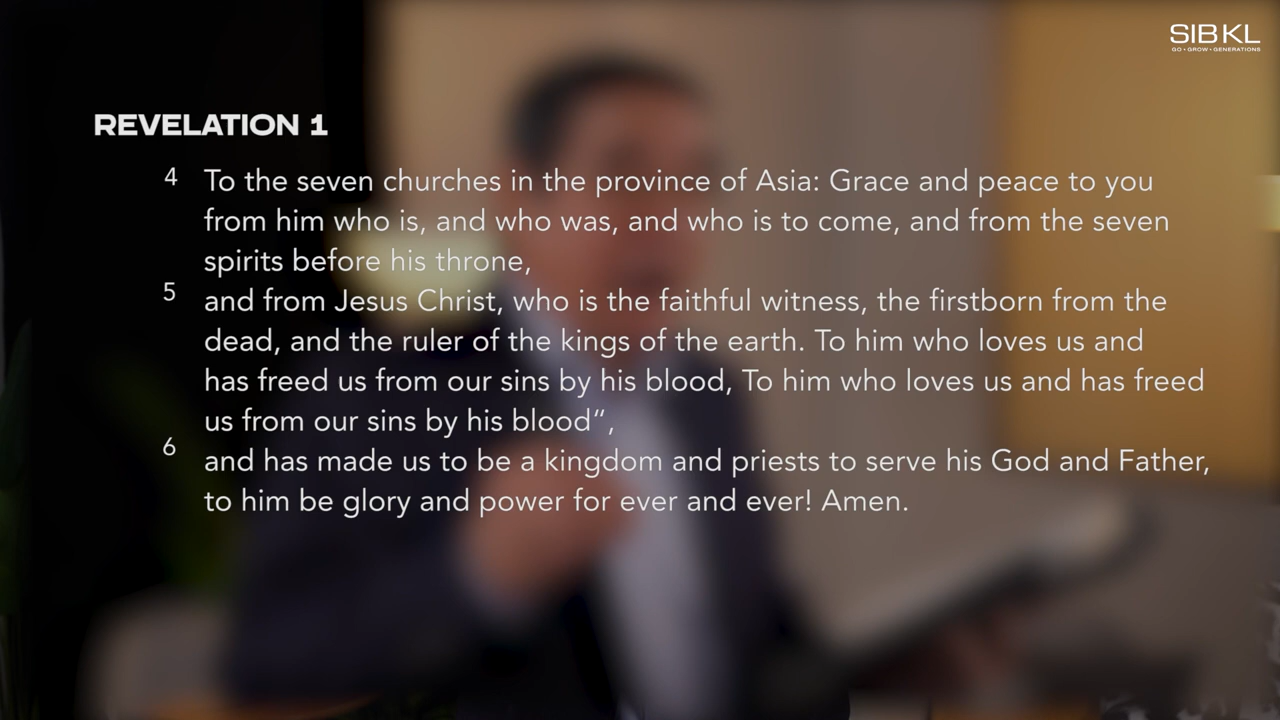 SIBKL
GO • GROW • GENERATIONS
REVELATION 1
4 To the seven churches in the province of Asia: Grace and peace to you
from him who is, and who was, and who is to come, and from the seven
spirits before his throne,
5 and from Jesus Christ, who is the faithful witness, the firstborn from the
dead, and the ruler of the kings of the earth. To him who loves us and
has freed us from our sins by his blood, To him who loves us and has freed
us from our sins by his blood“,
6 and has made us to be a kingdom and priests to serve his God and Father,
to him be glory and power for ever and ever! Amen.